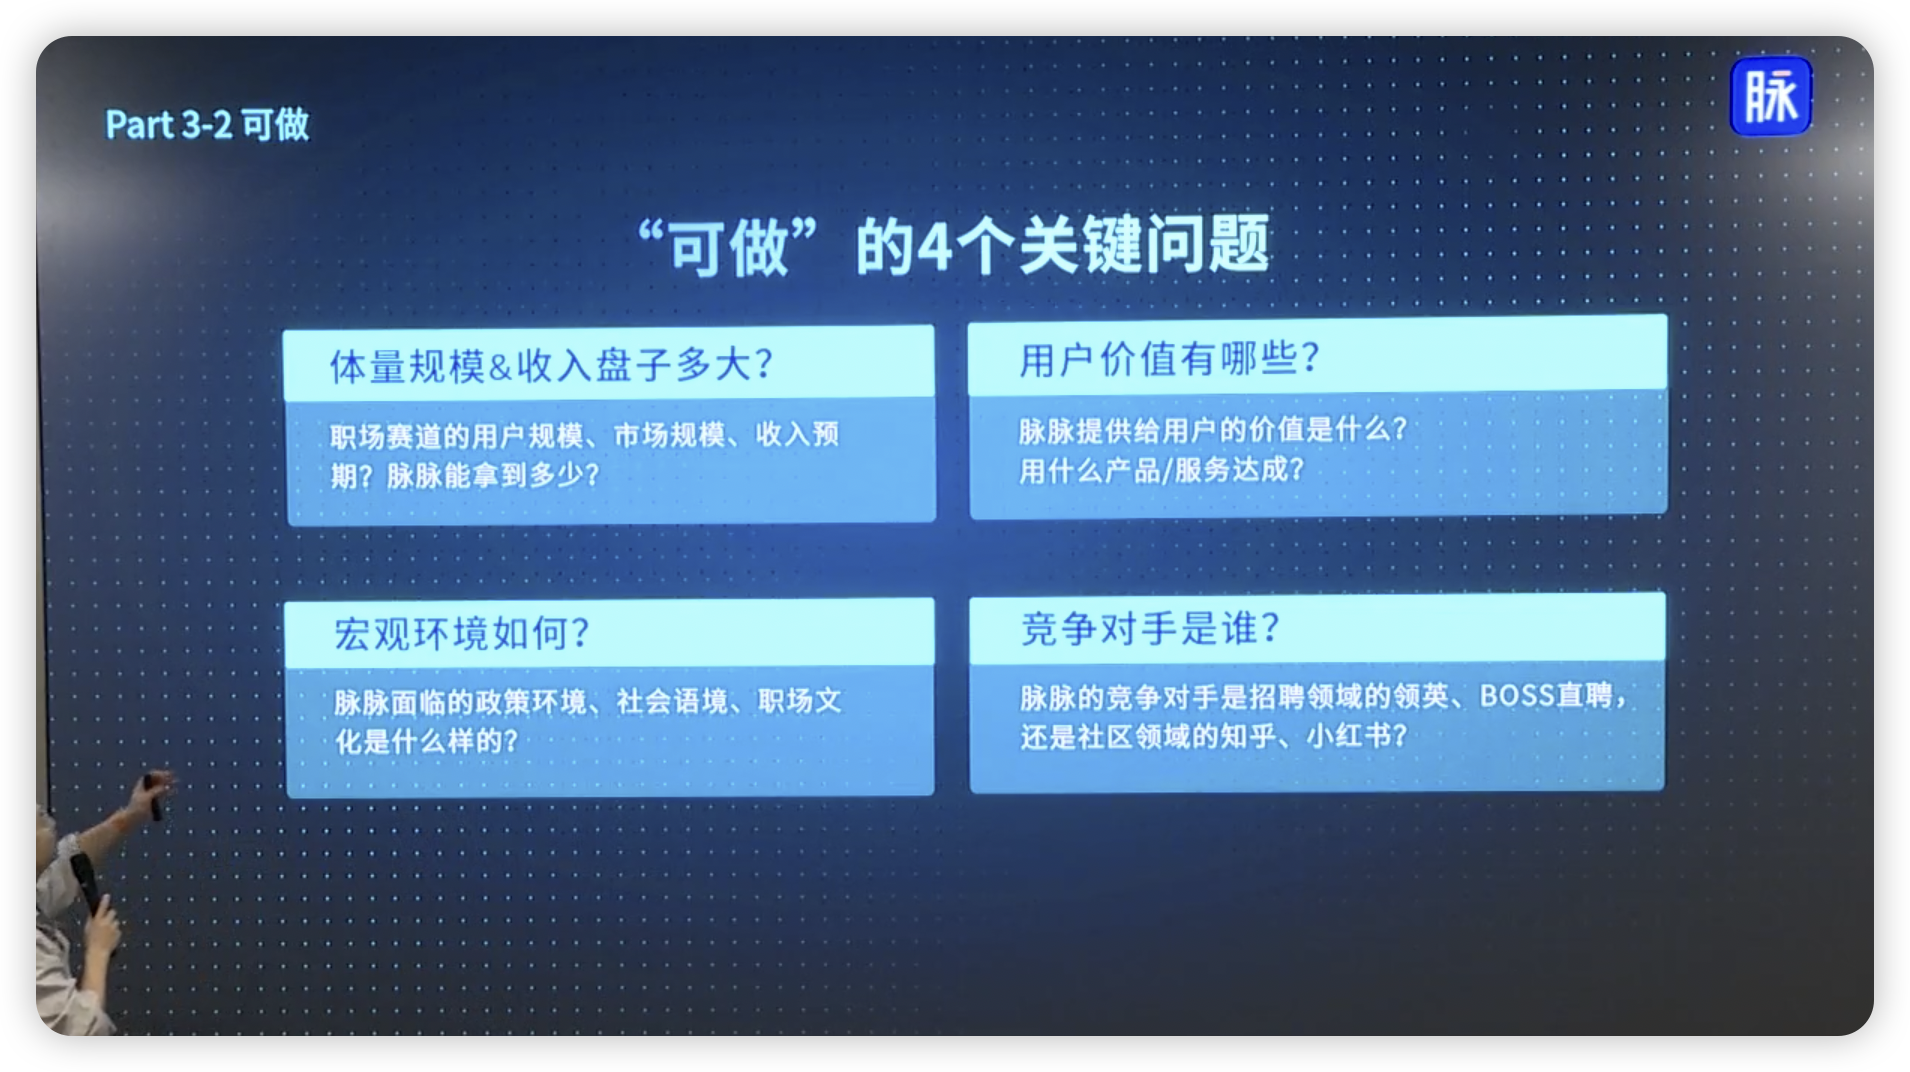 Part 3-2 可做
脉
“可做”的4个关键问题
体量规模&收入盘子多大？
职场赛道的用户规模、市场规模、收入预
期？脉脉能拿到多少？
用户价值有哪些？
脉脉提供给用户的价值是什么？
用什么产品/服务达成？
宏观环境如何？
脉脉面临的政策环境、社会语境、职场文
化是什么样的？
竞争对手是谁？
脉脉的竞争对手是招聘领域的领英、BOSS直聘，
还是社区领域的知乎、小红书？